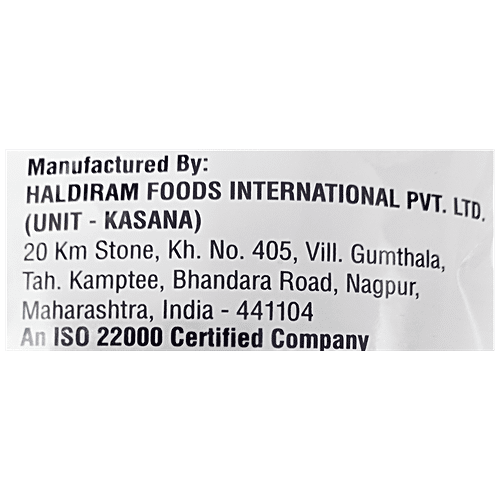 Manufactured By:
HALDIRAM FOODS INTERNATIONAL PVT. LTD.
(UNIT - KASANA)
20 Km Stone, Kh. No. 405, Vill. Gumthala,
Tah. Kamptee, Bhandara Road, Nagpur,
Maharashtra, India - 441104
An ISO 22000 Certified Company